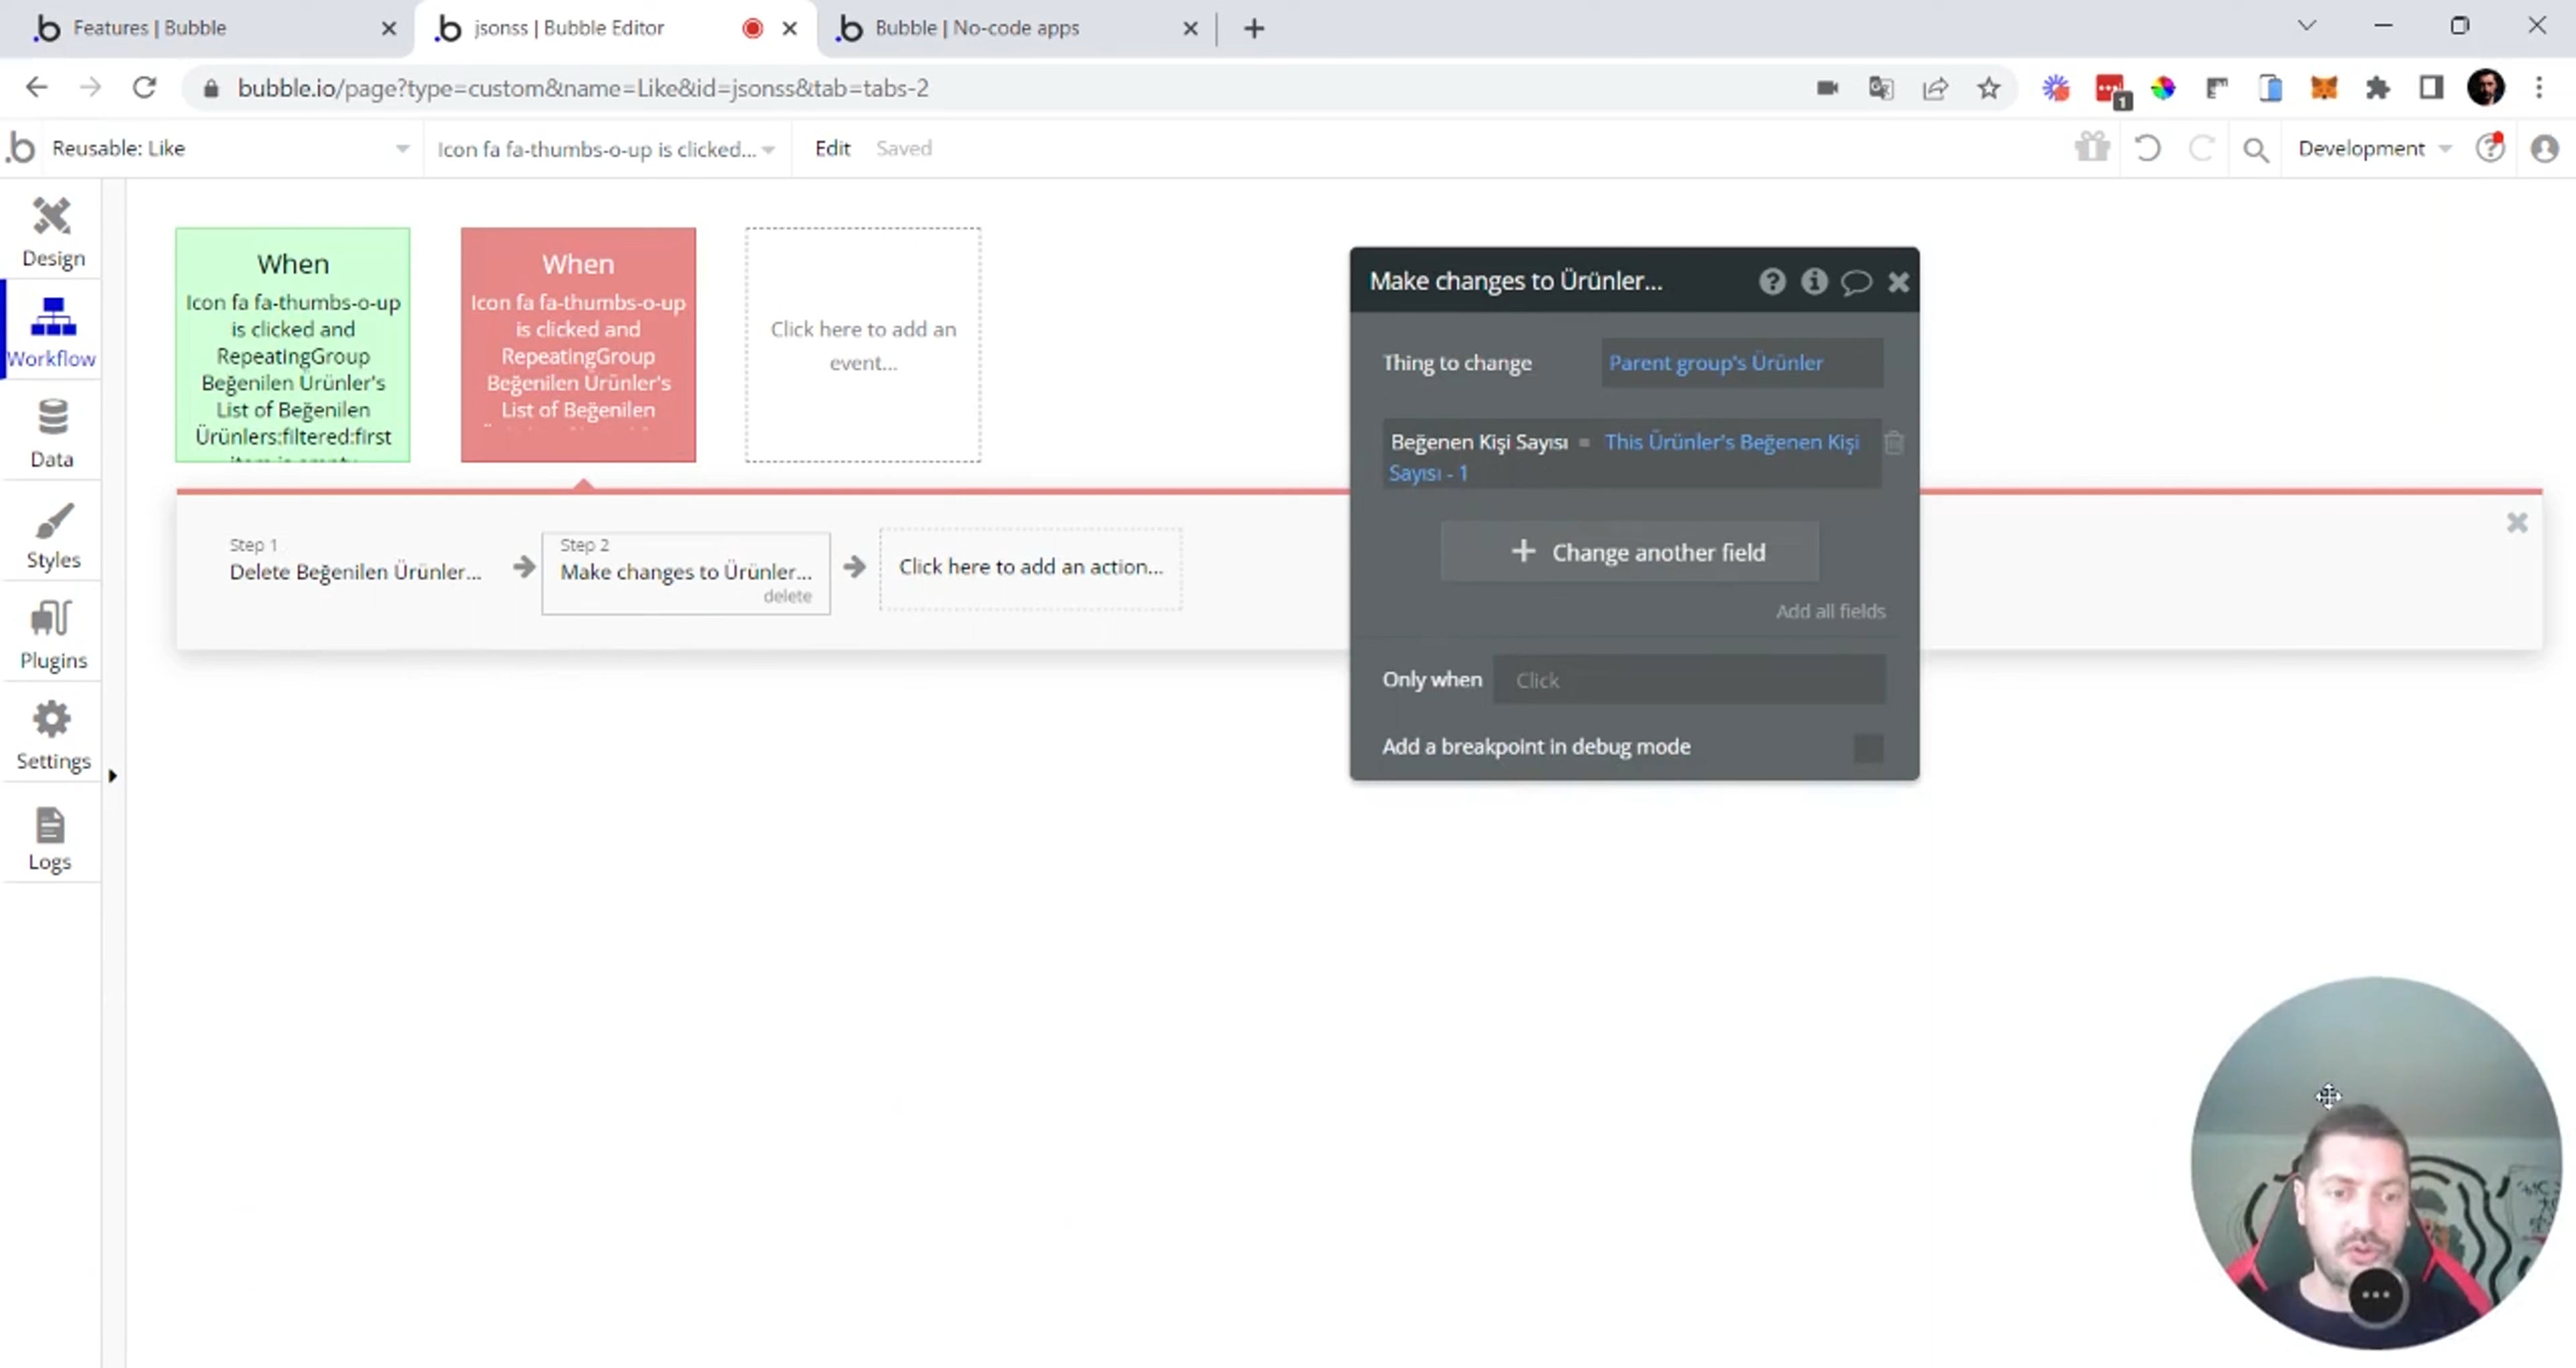 Features | Bubble
jsonss | Bubble Editor
Bubble | No-code apps
bubble.io/page?type=custom&name=Like&id=jsonss&tab=tabs-2
1
Reusable: Like
Icon fa fa-thumbs-o-up is clicked...
Edit
Saved
Development
Design
Workflow
Data
Styles
Plugins
Settings
Logs
When
Icon fa fa-thumbs-o-up
is clicked and
RepeatingGroup
Beğenilen Ürünler's
List of Beğenilen
Ürünlers:filtered:first
item is empty
When
Icon fa fa-thumbs-o-up
is clicked and
RepeatingGroup
Beğenilen Ürünler's
List of Beğenilen
Click here to add an
event...
Step 1
Delete Beğenilen Ürünler...
Step 2
Make changes to Ürünler...
delete
Click here to add an action...
Make changes to Ürünler...
Thing to change
Parent group's Ürünler
Beğenen Kişi Sayısı = This Ürünler's Beğenen Kişi
Sayısı - 1
+ Change another field
Add all fields
Only when
Click
Add a breakpoint in debug mode